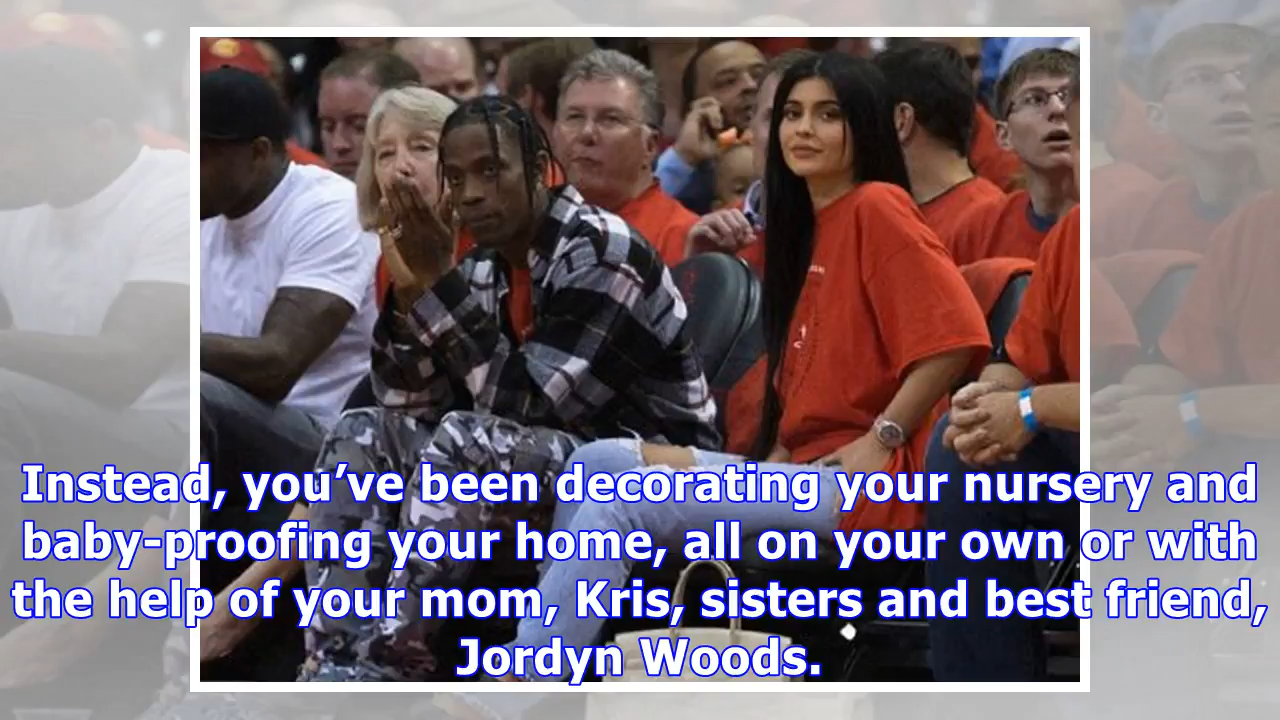 Instead, you’ve been decorating your nursery and
baby-proofing your home, all on your own or with
the help of your mom, Kris, sisters and best friend,
Jordyn Woods.